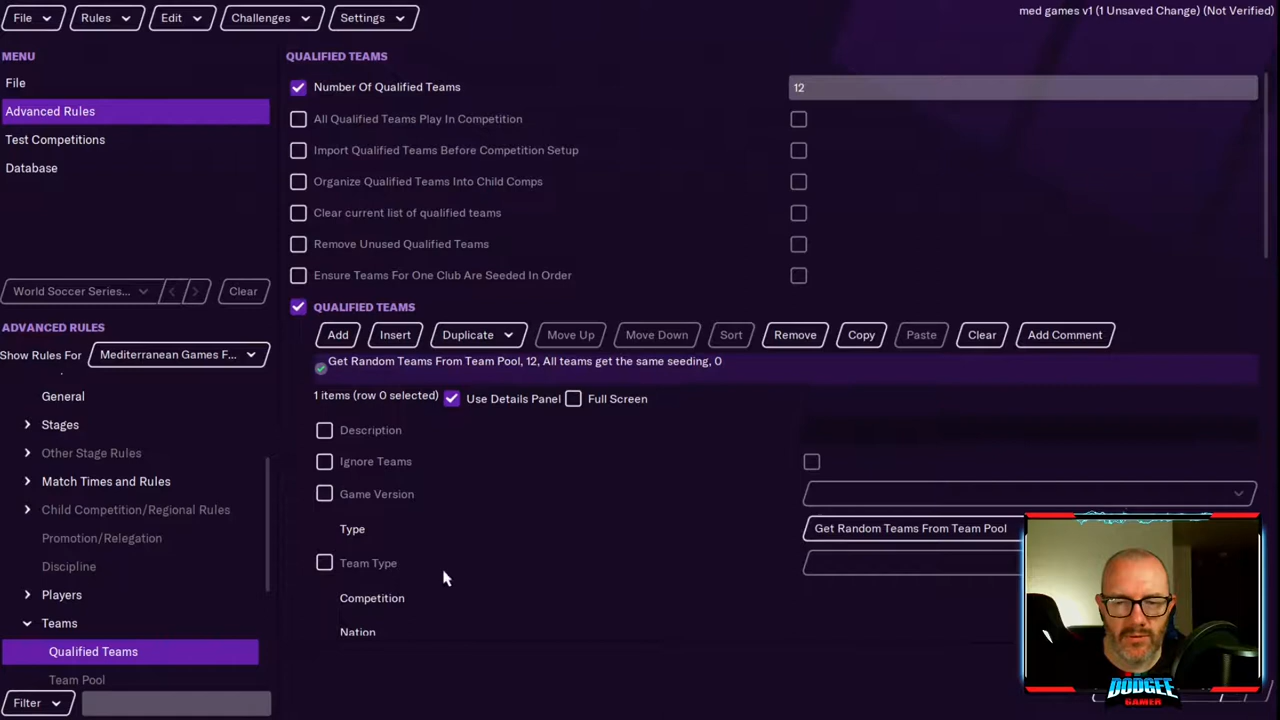 File
Rules
Edit
Challenges
Settings
med games v1 (1 Unsaved Change) (Not Verified)
MENU
File
Advanced Rules
Test Competitions
Database
World Soccer Series...
Clear
ADVANCED RULES
Show Rules For
Mediterranean Games F...
General
Stages
Other Stage Rules
Match Times and Rules
Child Competition/Regional Rules
Promotion/Relegation
Discipline
Players
Teams
Qualified Teams
Team Pool
Filter
QUALIFIED TEAMS
Number Of Qualified Teams
12
All Qualified Teams Play In Competition
Import Qualified Teams Before Competition Setup
Organize Qualified Teams Into Child Comps
Clear current list of qualified teams
Remove Unused Qualified Teams
Ensure Teams For One Club Are Seeded In Order
QUALIFIED TEAMS
Add
Insert
Duplicate
Move Up
Move Down
Sort
Remove
Copy
Paste
Clear
Add Comment
Get Random Teams From Team Pool, 12, All teams get the same seeding, 0
1 items (row 0 selected)
Use Details Panel
Full Screen
Description
Ignore Teams
Game Version
Type
Get Random Teams From Team Pool
Team Type
Competition
Nation
DODGEE
GAMER